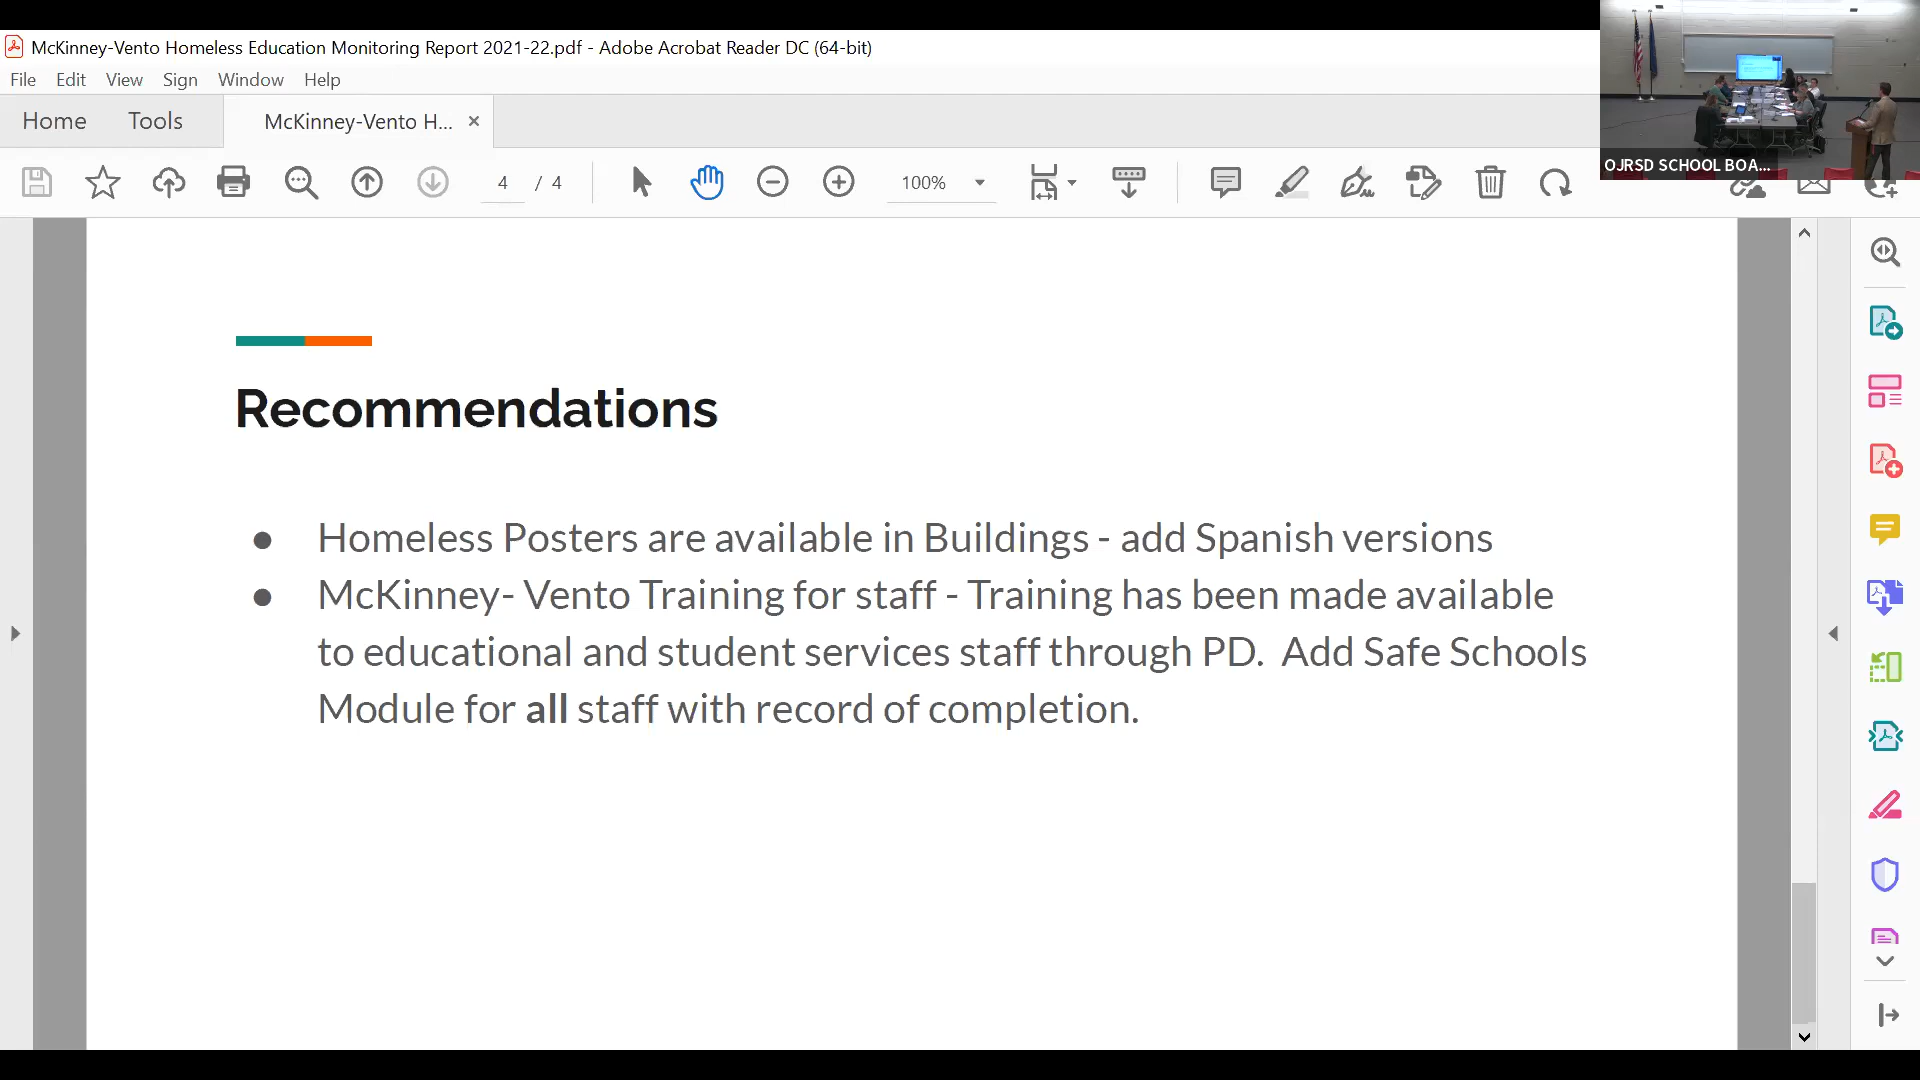 McKinney-Vento Homeless Education Monitoring Report 2021-22.pdf - Adobe Acrobat Reader DC (64-bit)
File Edit View Sign Window Help
Home Tools McKinney-Vento H... ×
4 / 4 100%
OJRSD SCHOOL BOA...
Recommendations
● Homeless Posters are available in Buildings - add Spanish versions
● McKinney- Vento Training for staff - Training has been made available
to educational and student services staff through PD. Add Safe Schools
Module for all staff with record of completion.